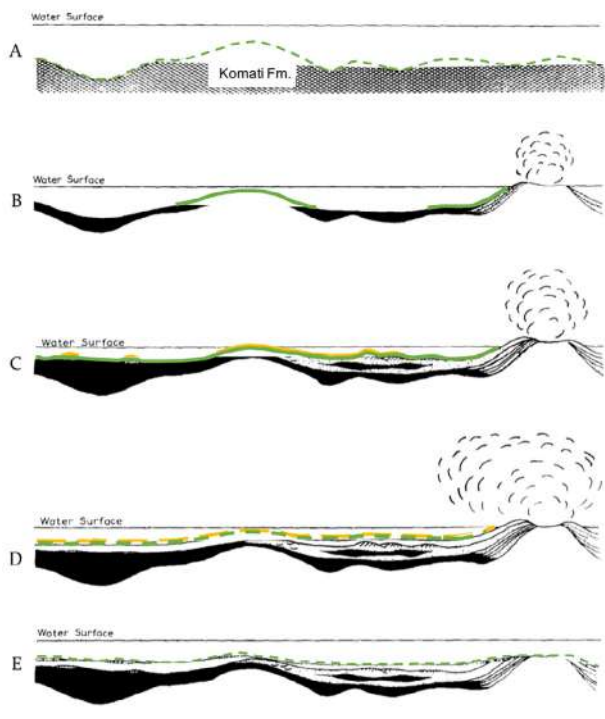 Water Surface
A
Komati Fm.
Water Surface
B
Water Surface
C
Water Surface
D
Water Surface
E